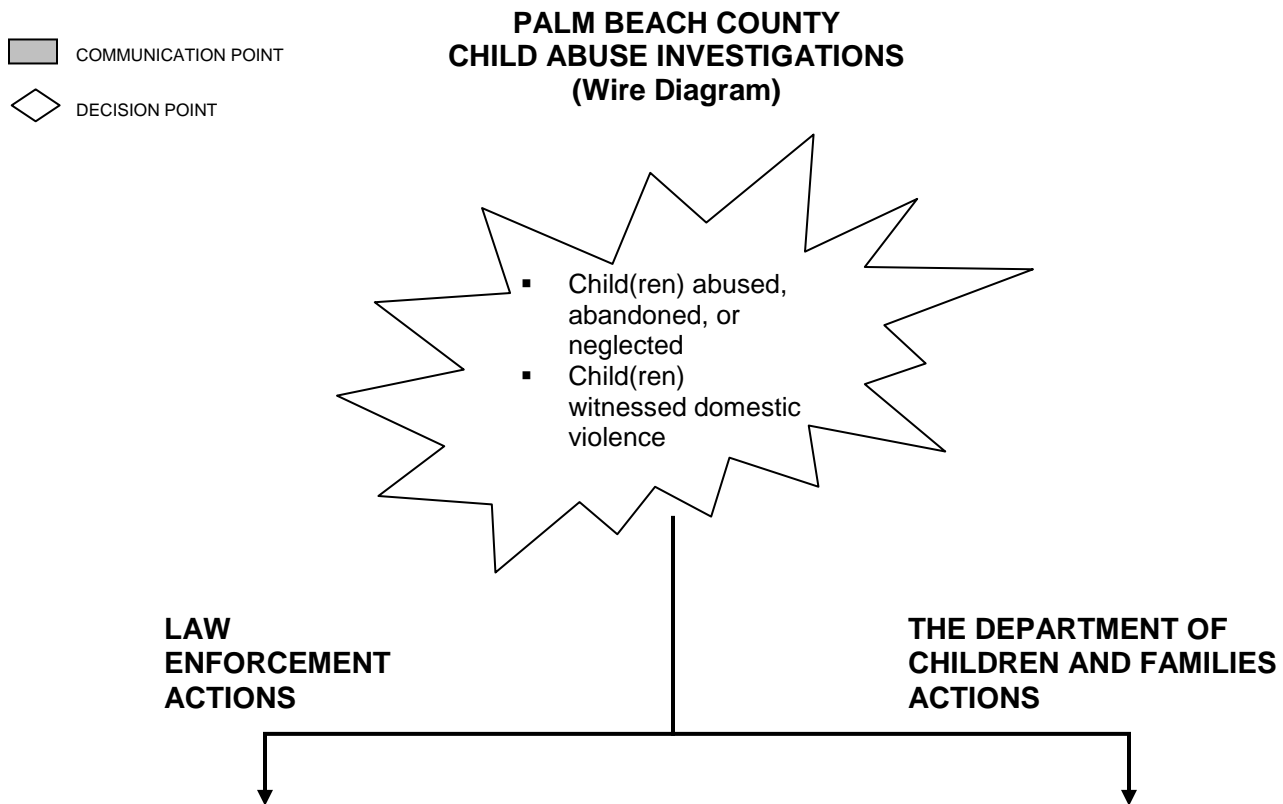 PALM BEACH COUNTY
CHILD ABUSE INVESTIGATIONS
(Wire Diagram)
COMMUNICATION POINT
DECISION POINT
▪ Child(ren) abused,
abandoned, or
neglected
▪ Child(ren)
witnessed domestic
violence
LAW
ENFORCEMENT
ACTIONS
THE DEPARTMENT OF
CHILDREN AND FAMILIES
ACTIONS